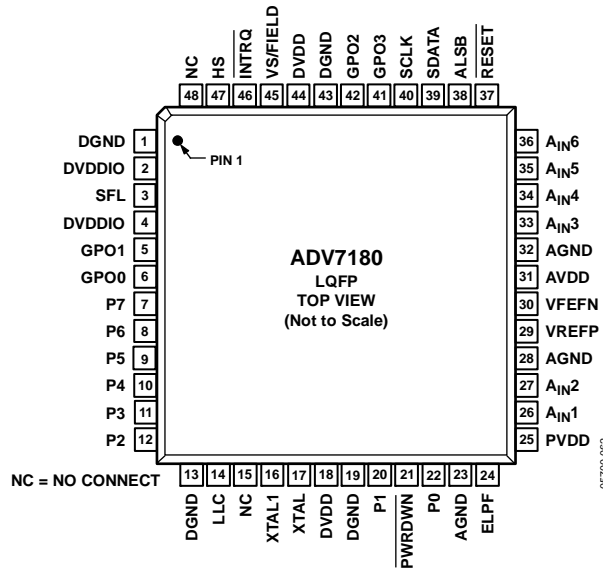 NC 48
HS 47
INTRQ 46
VS/FIELD 45
DVDD 44
DGND 43
GPO2 42
GPO3 41
SCLK 40
SDATA 39
ALSB 38
RESET 37
DGND 1
DVDDIO 2
SFL 3
DVDDIO 4
GPO1 5
GPO0 6
P7 7
P6 8
P5 9
P4 10
P3 11
P2 12
PIN 1
ADV7180
LQFP
TOP VIEW
(Not to Scale)
36 AIN6
35 AIN5
34 AIN4
33 AIN3
32 AGND
31 AVDD
30 VFEFN
29 VREFP
28 AGND
27 AIN2
26 AIN1
25 PVDD
NC = NO CONNECT
13 DGND
14 LLC
15 NC
16 XTAL1
17 XTAL
18 DVDD
19 DGND
20 P1
21 PWRDWN
22 P0
23 AGND
24 ELPF